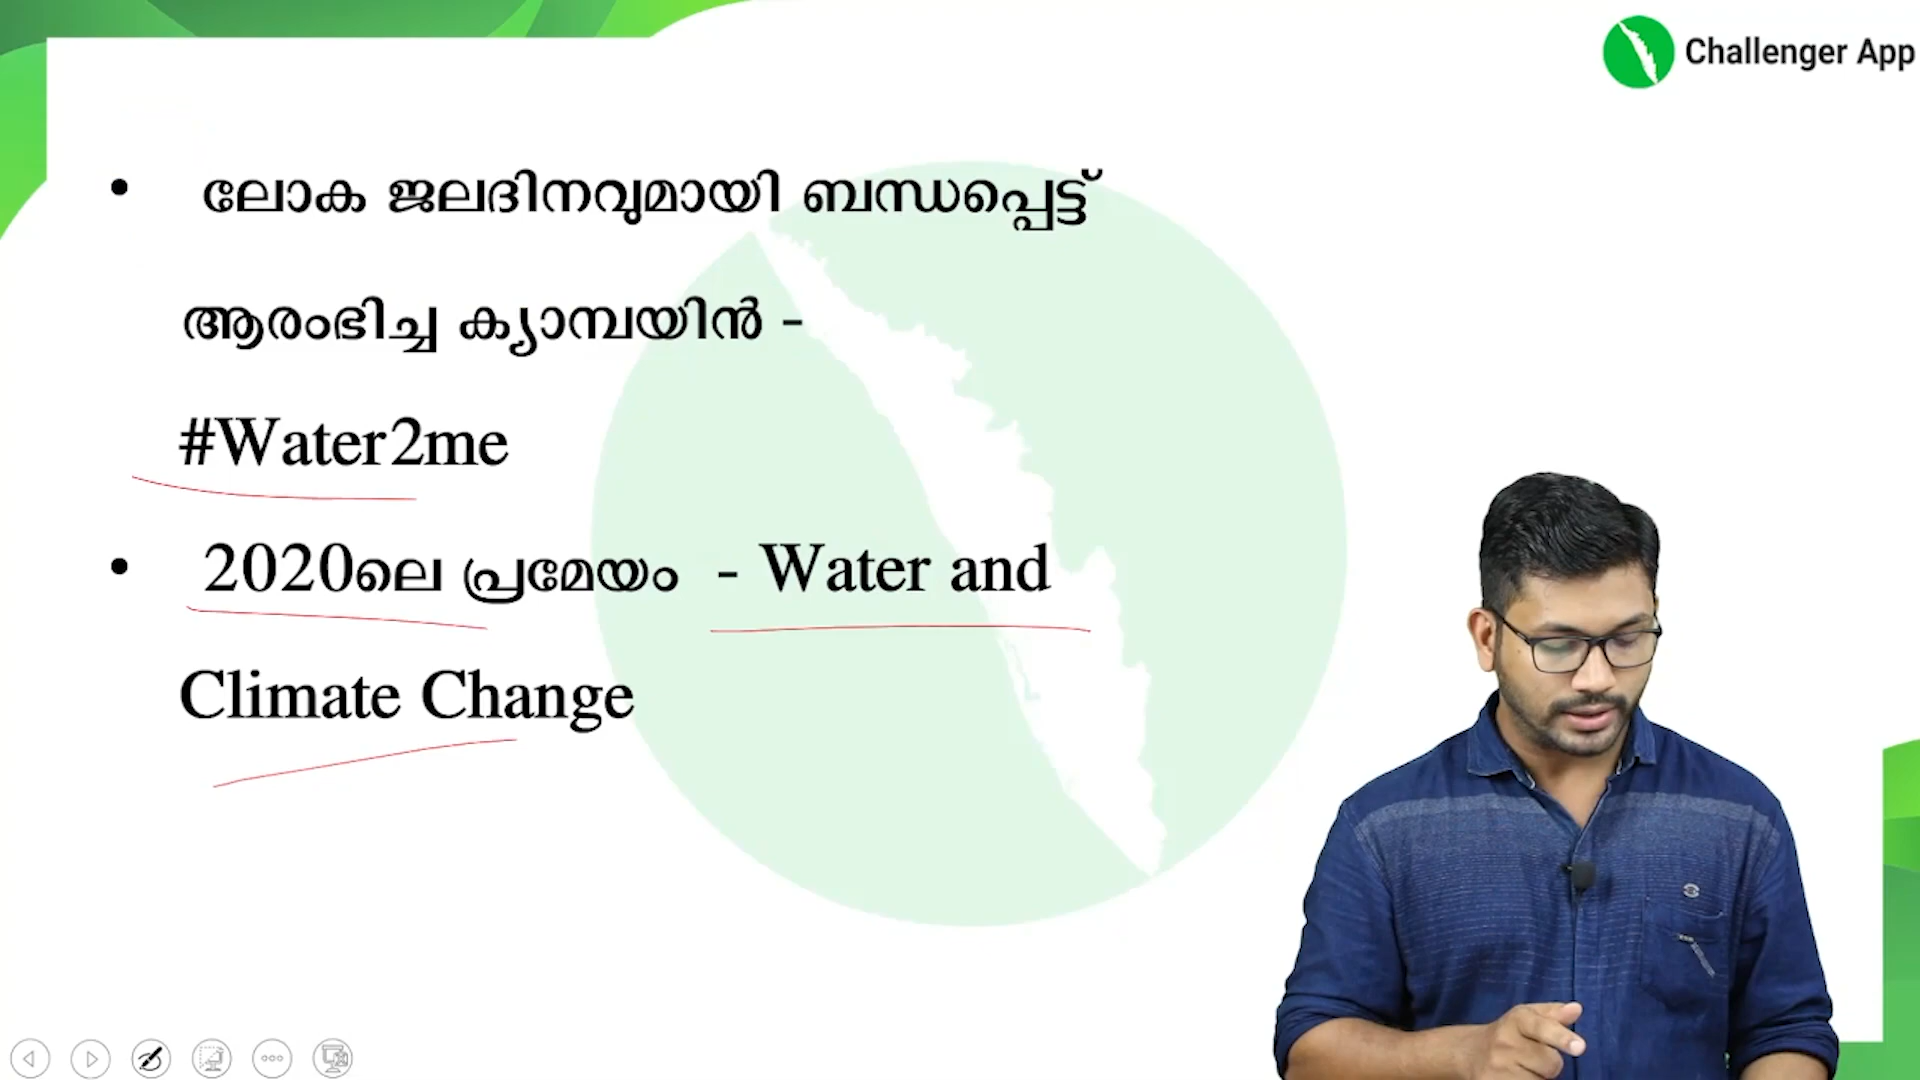 Challenger App
• ലോക ജലദിനവുമായി ബന്ധപ്പെട്ട്
ആരംഭിച്ച ക്യാമ്പയിൻ -
#Water2me
• 2020ലെ പ്രമേയം - Water and
Climate Change